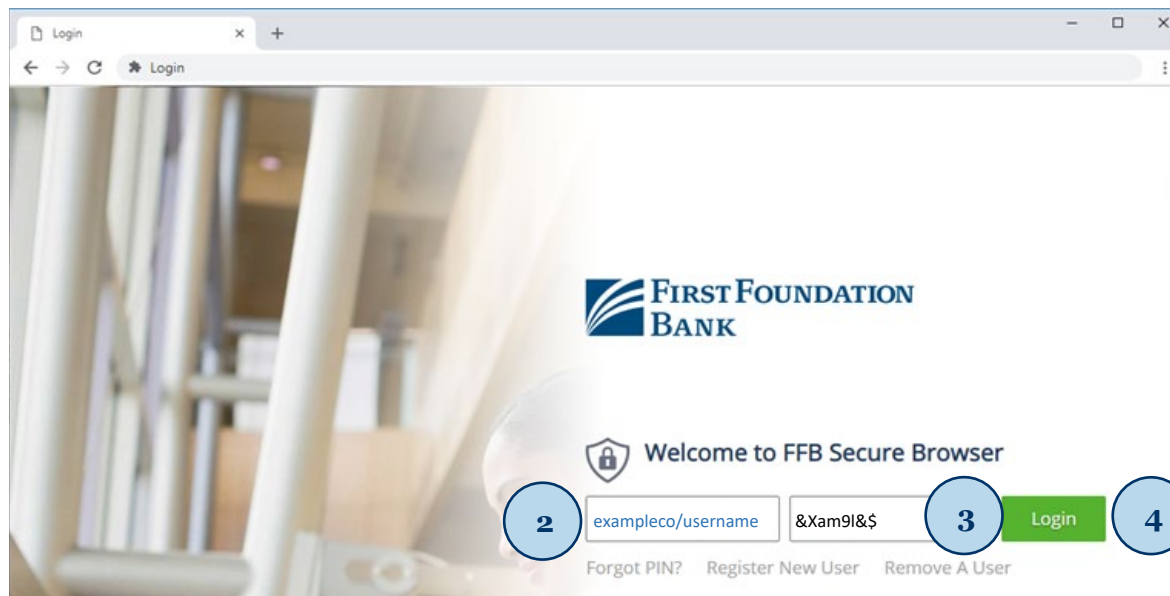 Login
Login
FIRST FOUNDATION
BANK
Welcome to FFB Secure Browser
2 exampleco/username &Xam9l&$ 3 Login 4
Forgot PIN? Register New User Remove A User